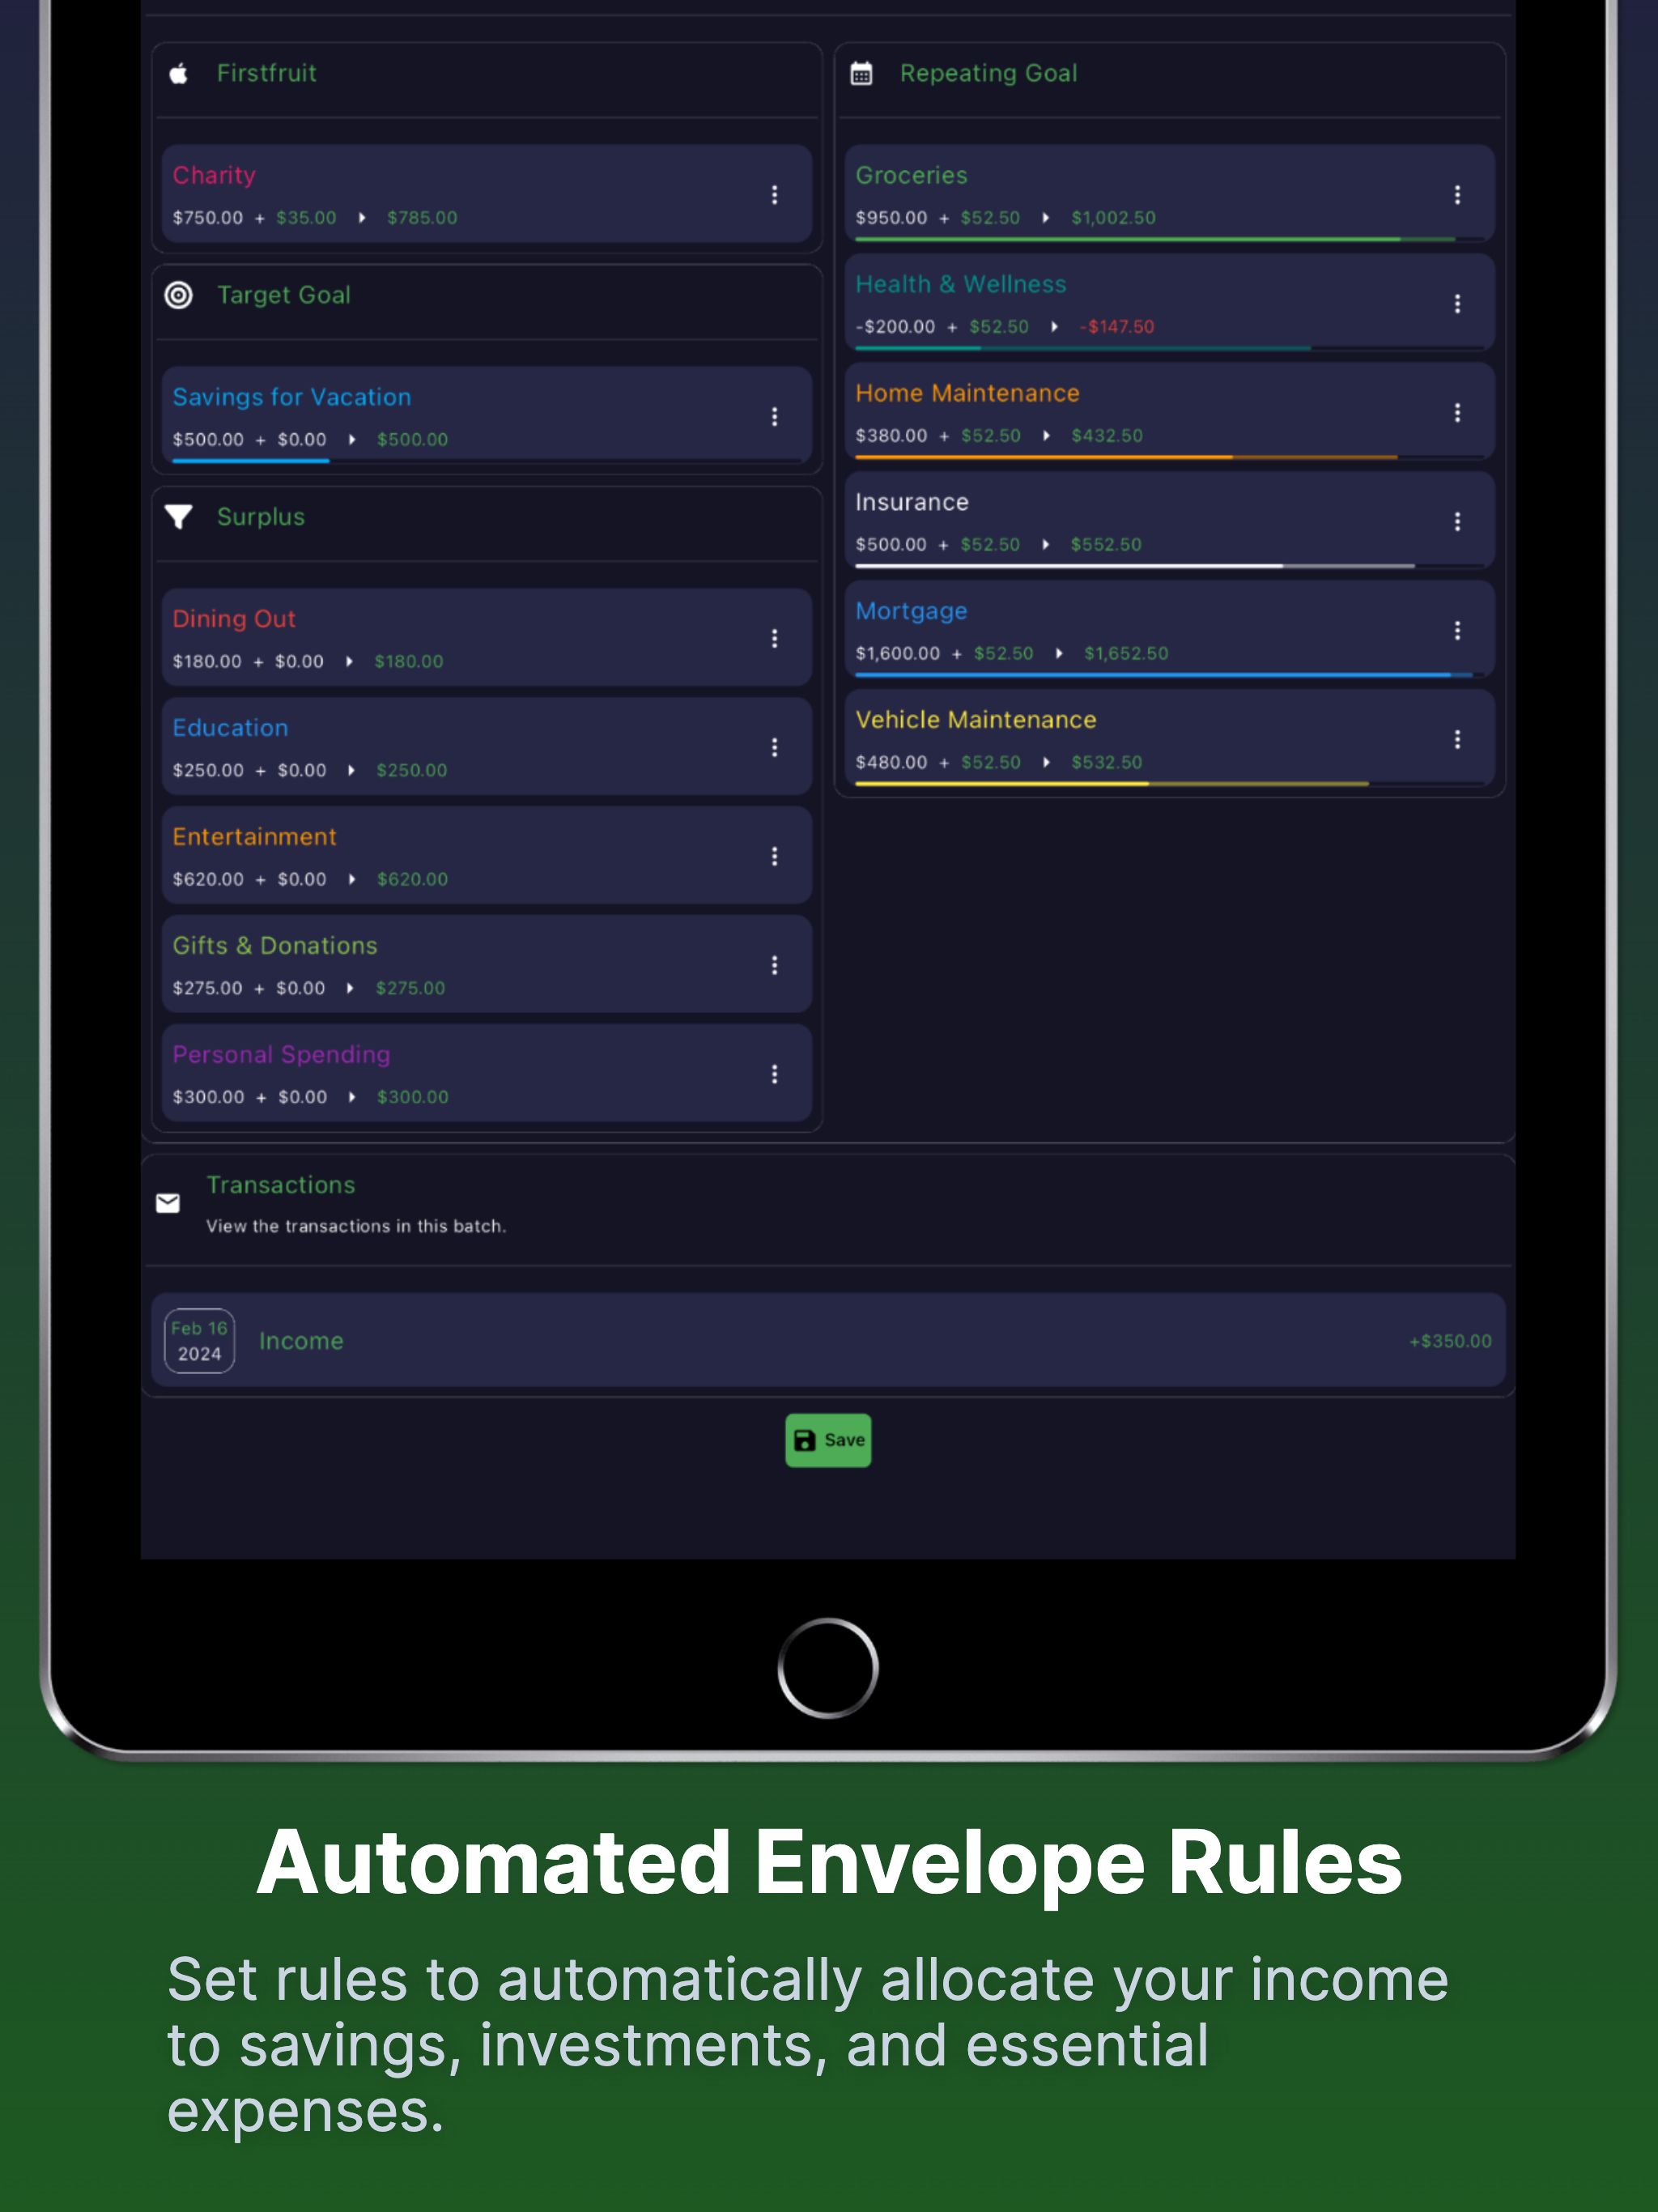 Firstfruit
Charity
$750.00 + $35.00 $785.00
Target Goal
Savings for Vacation
$500.00 + $0.00 $500.00
Surplus
Dining Out
$180.00 + $0.00 $180.00
Education
$250.00 + $0.00 $250.00
Entertainment
$620.00 + $0.00 $620.00
Gifts & Donations
$275.00 + $0.00 $275.00
Personal Spending
$300.00 + $0.00 $300.00
Repeating Goal
Groceries
$950.00 + $52.50 $1,002.50
Health & Wellness
-$200.00 + $52.50 -$147.50
Home Maintenance
$380.00 + $52.50 $432.50
Insurance
$500.00 + $52.50 $552.50
Mortgage
$1,600.00 + $52.50 $1,652.50
Vehicle Maintenance
$480.00 + $52.50 $532.50
Transactions
View the transactions in this batch.
Feb 16
2024
Income
+$350.00
Save
Automated Envelope Rules
Set rules to automatically allocate your income
to savings, investments, and essential
expenses.